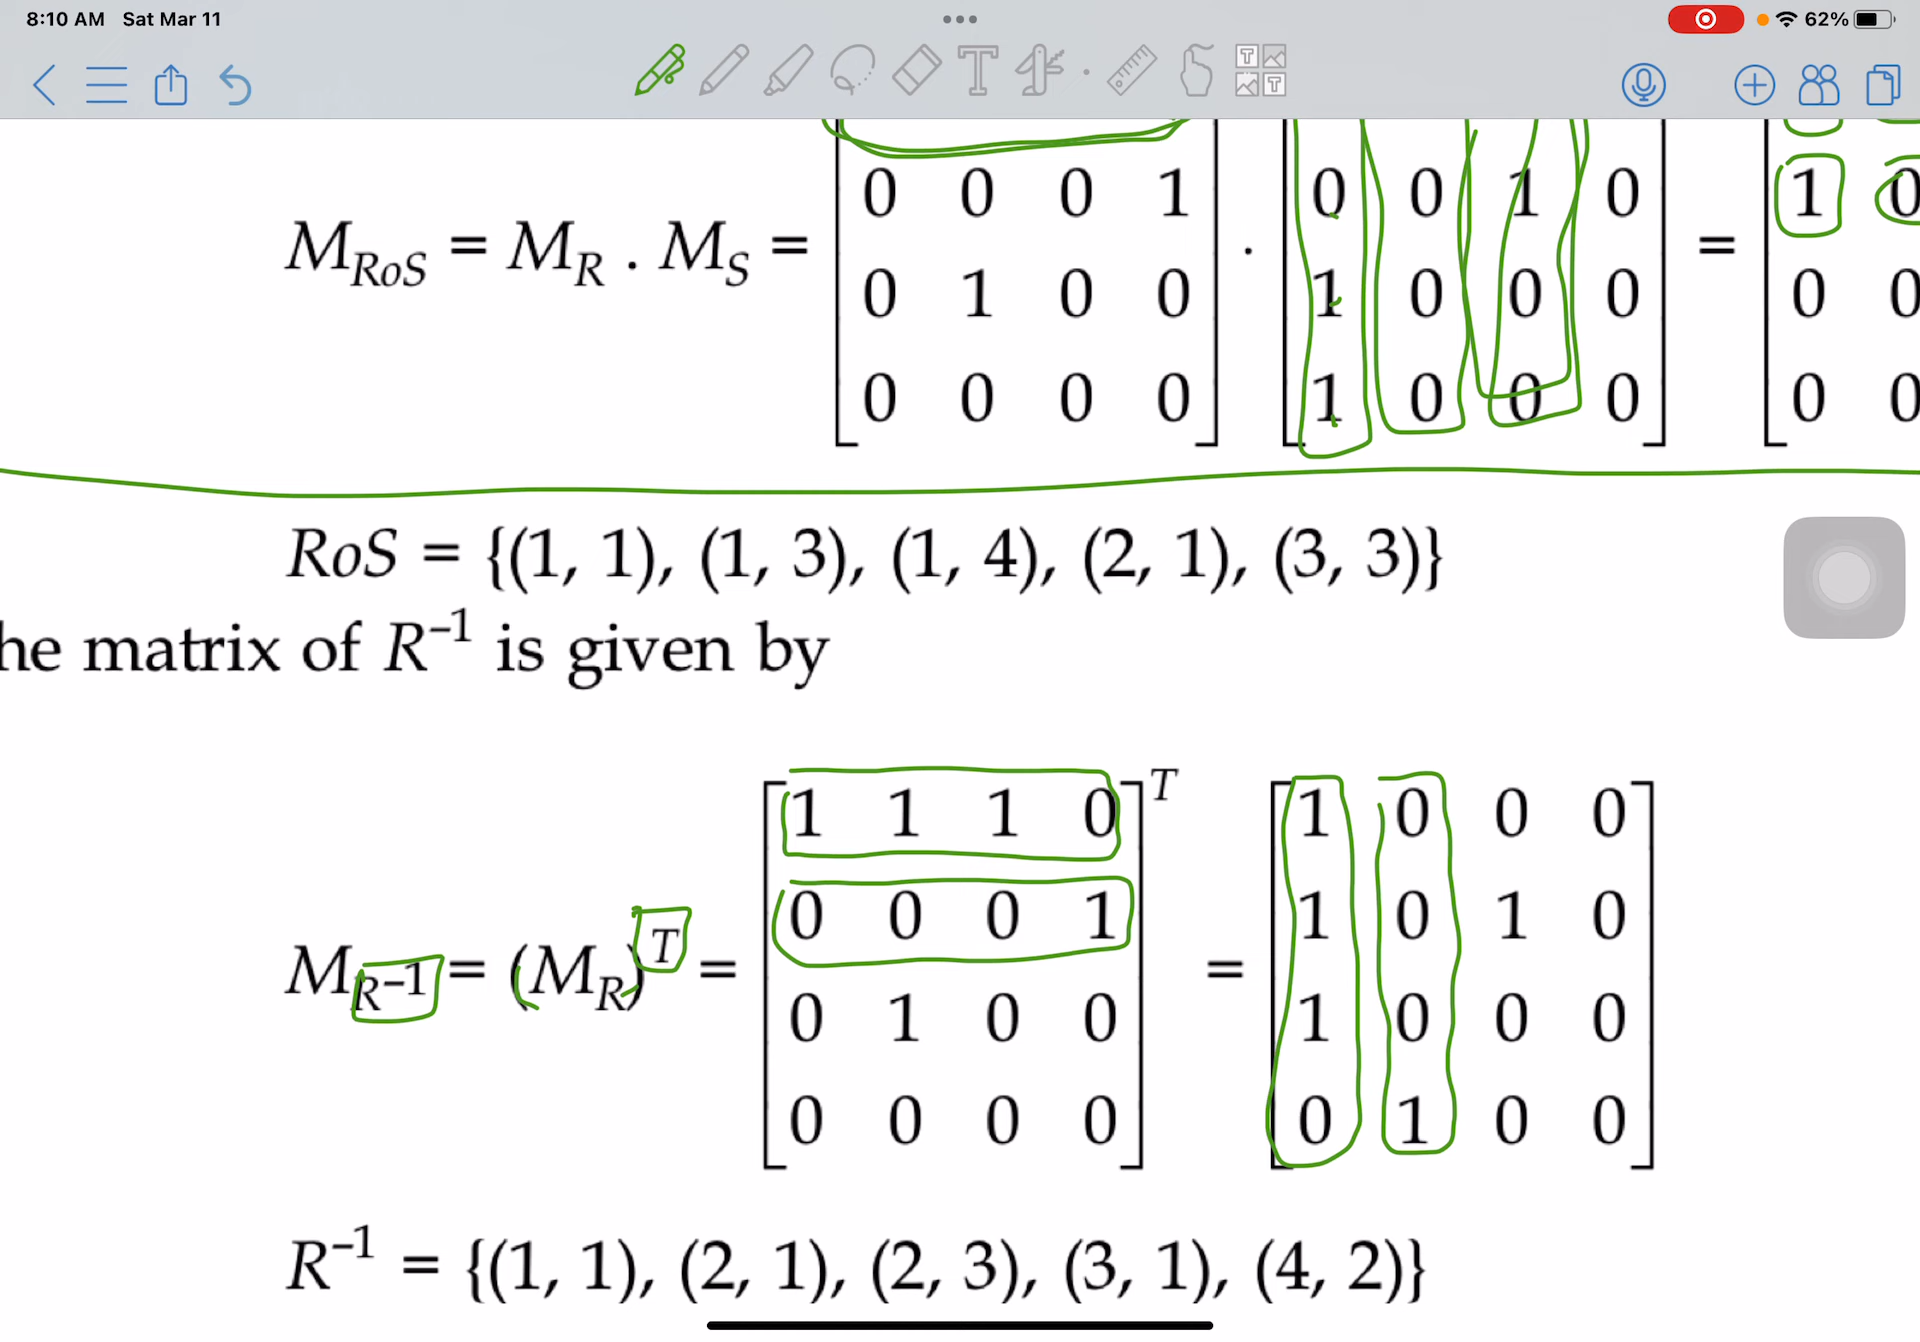 8:10 AM Sat Mar 11
62%
0 0 0 1 0 0 1 0 1 0
M_RoS = M_R . M_S = . =
0 1 0 0 1 0 0 0 0 0
0 0 0 0 1 0 0 0 0 0
RoS = {(1, 1), (1, 3), (1, 4), (2, 1), (3, 3)}
he matrix of R⁻¹ is given by
1 1 1 0 T 1 0 0 0
0 0 0 1 1 0 1 0
M_R−1 = (M_R)^T = =
0 1 0 0 1 0 0 0
0 0 0 0 0 1 0 0
R⁻¹ = {(1, 1), (2, 1), (2, 3), (3, 1), (4, 2)}